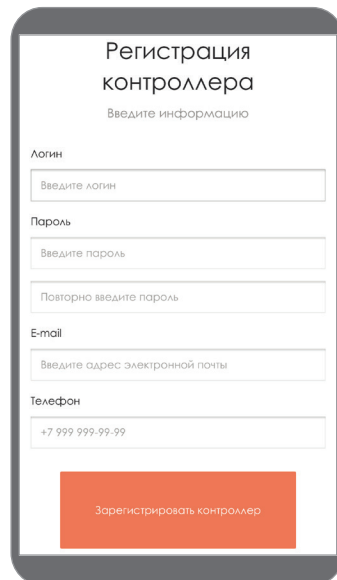 Регистрация
контроллера
Введите информацию
Логин
Введите логин
Пароль
Введите пароль
Повторно введите пароль
E-mail
Введите адрес электронной почты
Телефон
+7 999 999-99-99
Зарегистрировать контроллер